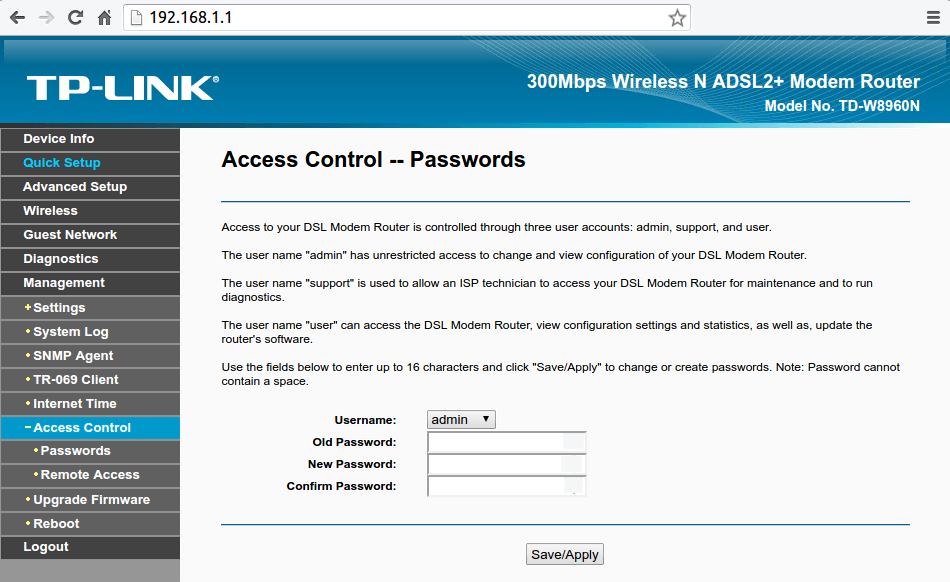 192.168.1.1
TP-LINK®
300Mbps Wireless N ADSL2+ Modem Router
Model No. TD-W8960N
Device Info
Quick Setup
Advanced Setup
Wireless
Guest Network
Diagnostics
Management
+Settings
•System Log
•SNMP Agent
•TR-069 Client
•Internet Time
−Access Control
•Passwords
•Remote Access
•Upgrade Firmware
•Reboot
Logout
Access Control -- Passwords
Access to your DSL Modem Router is controlled through three user accounts: admin, support, and user.
The user name "admin" has unrestricted access to change and view configuration of your DSL Modem Router.
The user name "support" is used to allow an ISP technician to access your DSL Modem Router for maintenance and to run
diagnostics.
The user name "user" can access the DSL Modem Router, view configuration settings and statistics, as well as, update the
router's software.
Use the fields below to enter up to 16 characters and click "Save/Apply" to change or create passwords. Note: Password cannot
contain a space.
Username: admin
Old Password:
New Password:
Confirm Password:
Save/Apply